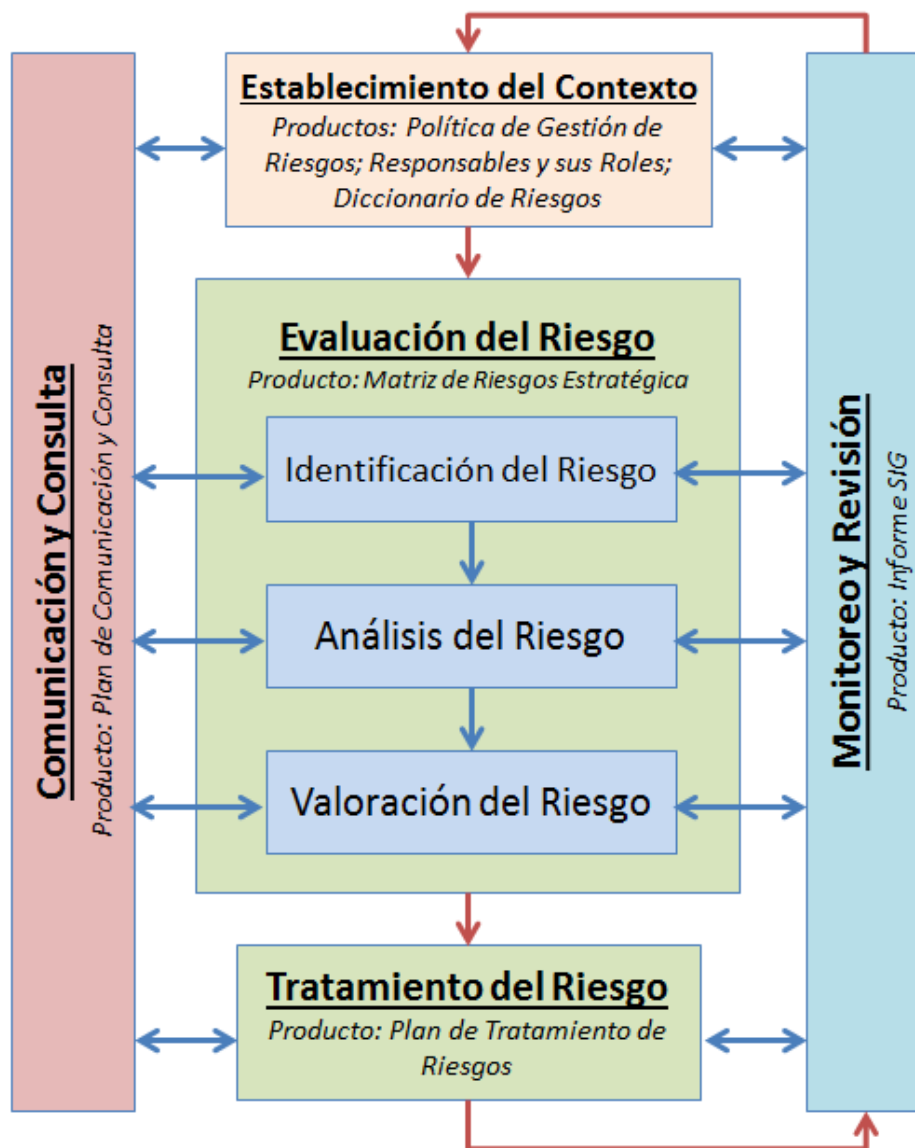 Establecimiento del Contexto
Productos: Política de Gestión de
Riesgos; Responsables y sus Roles;
Diccionario de Riesgos
Comunicación y Consulta
Producto: Plan de Comunicación y Consulta
Evaluación del Riesgo
Producto: Matriz de Riesgos Estratégica
Identificación del Riesgo
Análisis del Riesgo
Valoración del Riesgo
Monitoreo y Revisión
Producto: Informe SIG
Tratamiento del Riesgo
Producto: Plan de Tratamiento de
Riesgos